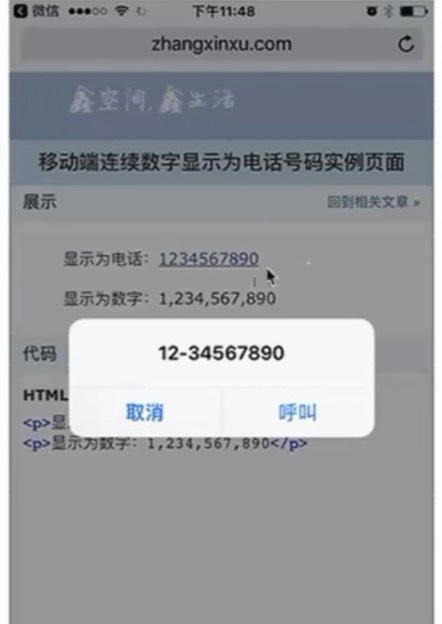 微信 下午11:48
zhangxinxu.com
鑫空间,鑫生活
移动端连续数字显示为电话号码实例页面
展示 回到相关文章 »
显示为电话：1234567890
显示为数字：1,234,567,890
12-34567890
取消 呼叫
代码
HTML
<p>显
<p>显示为数字：1,234,567,890</p>